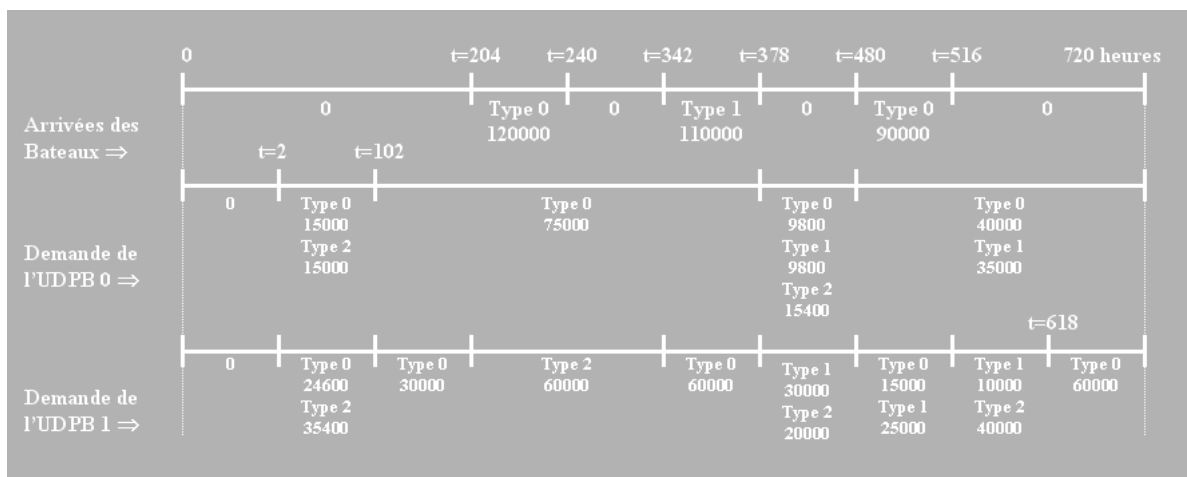 0 t=204 t=240 t=342 t=378 t=480 t=516 720 heures
0 Type 0 0 Type 1 0 Type 0 0
120000 110000 90000
Arrivées des
Bateaux ⇒
t=2 t=102
0 Type 0 Type 0 Type 0 Type 0
15000 75000 9800 40000
Type 2 Type 1 Type 1
15000 9800 35000
Type 2
15400
Demande de
l'UDPB 0 ⇒
t=618
0 Type 0 Type 0 Type 2 Type 0 Type 1 Type 0 Type 1 Type 0
24600 30000 60000 60000 30000 15000 10000 60000
Type 2 Type 2 Type 1 Type 2
35400 20000 25000 40000
Demande de
l'UDPB 1 ⇒